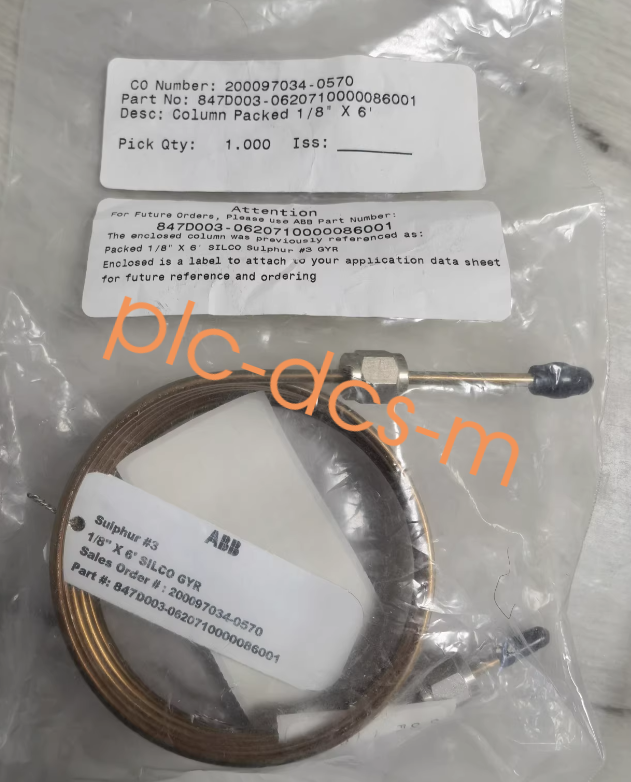 CO Number: 200097034-0570
Part No: 847D003-0620710000086001
Desc: Column Packed 1/8" X 6'
Pick Qty: 1.000 Iss:
Attention
For Future Orders, Please use ABB Part Number:
847D003-0620710000086001
The enclosed column was previously referenced as:
Packed 1/8" X 6' SILCO Sulphur #3 GYR
Enclosed is a label to attach to your application data sheet
for future reference and ordering
plc-dcs-m
ABB
Sulphur #3
1/8" X 6' SILCO GYR
Sales Order # : 200097034-0570
Part #: 847D003-0620710000086001